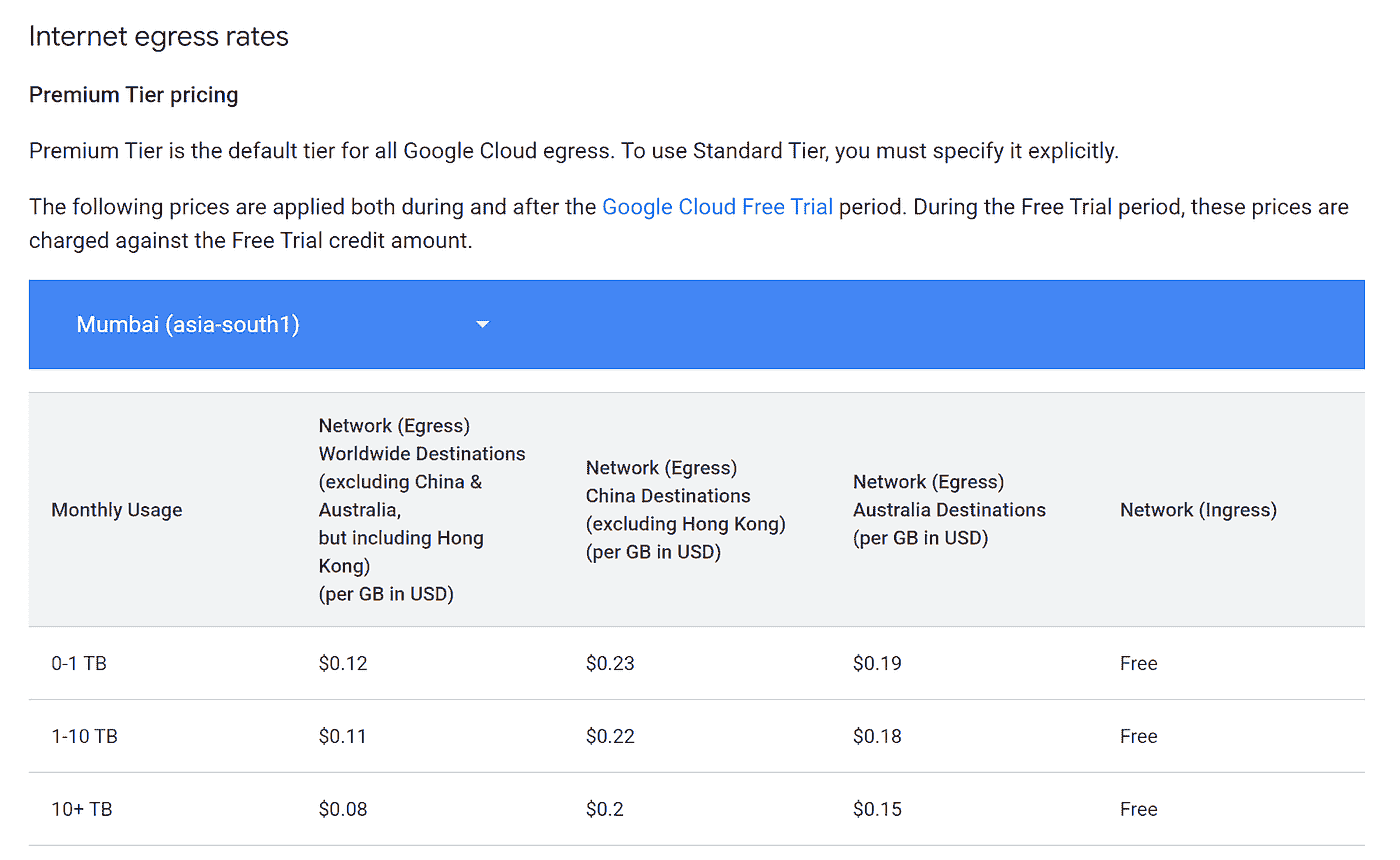 Internet egress rates
Premium Tier pricing
Premium Tier is the default tier for all Google Cloud egress. To use Standard Tier, you must specify it explicitly.
The following prices are applied both during and after the Google Cloud Free Trial period. During the Free Trial period, these prices are
charged against the Free Trial credit amount.
Mumbai (asia-south1)
Monthly Usage
Network (Egress)
Worldwide Destinations
(excluding China &
Australia,
but including Hong
Kong)
(per GB in USD)
Network (Egress)
China Destinations
(excluding Hong Kong)
(per GB in USD)
Network (Egress)
Australia Destinations
(per GB in USD)
Network (Ingress)
0-1 TB $0.12 $0.23 $0.19 Free
1-10 TB $0.11 $0.22 $0.18 Free
10+ TB $0.08 $0.2 $0.15 Free